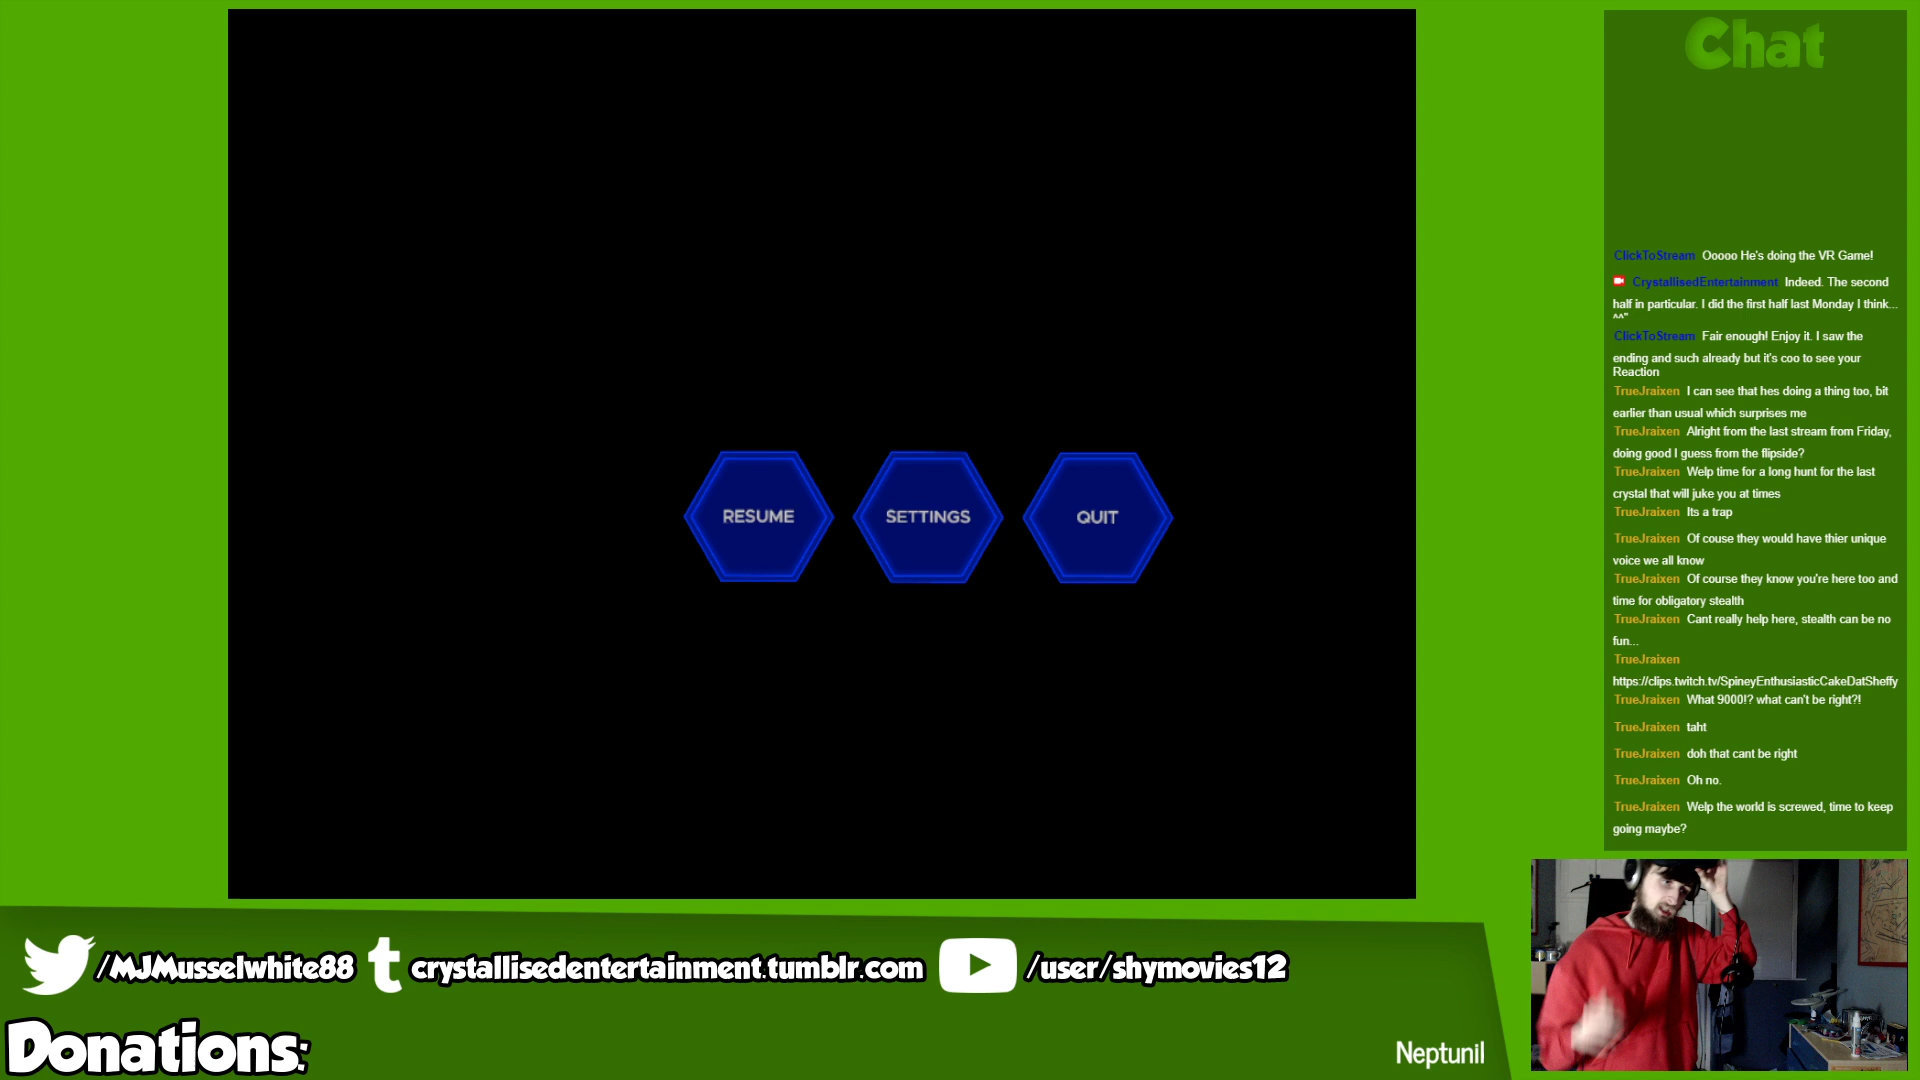 Chat
ClickToStream Ooooo He's doing the VR Game!
CrystallisedEntertainment Indeed. The second
half in particular. I did the first half last Monday I think...
^^"
ClickToStream Fair enough! Enjoy it. I saw the
ending and such already but it's coo to see your
Reaction
TrueJraixen I can see that hes doing a thing too, bit
earlier than usual which surprises me
TrueJraixen Alright from the last stream from Friday,
doing good I guess from the flipside?
TrueJraixen Welp time for a long hunt for the last
crystal that will juke you at times
TrueJraixen Its a trap
TrueJraixen Of couse they would have thier unique
voice we all know
TrueJraixen Of course they know you're here too and
time for obligatory stealth
TrueJraixen Cant really help here, stealth can be no
fun...
TrueJraixen
https://clips.twitch.tv/SpineyEnthusiasticCakeDatSheffy
TrueJraixen What 9000!? what can't be right?!
TrueJraixen taht
TrueJraixen doh that cant be right
TrueJraixen Oh no.
TrueJraixen Welp the world is screwed, time to keep
going maybe?
RESUME SETTINGS QUIT
/MJMusselwhite88 crystallisedentertainment.tumblr.com /user/shymovies12
Donations:
Neptunil